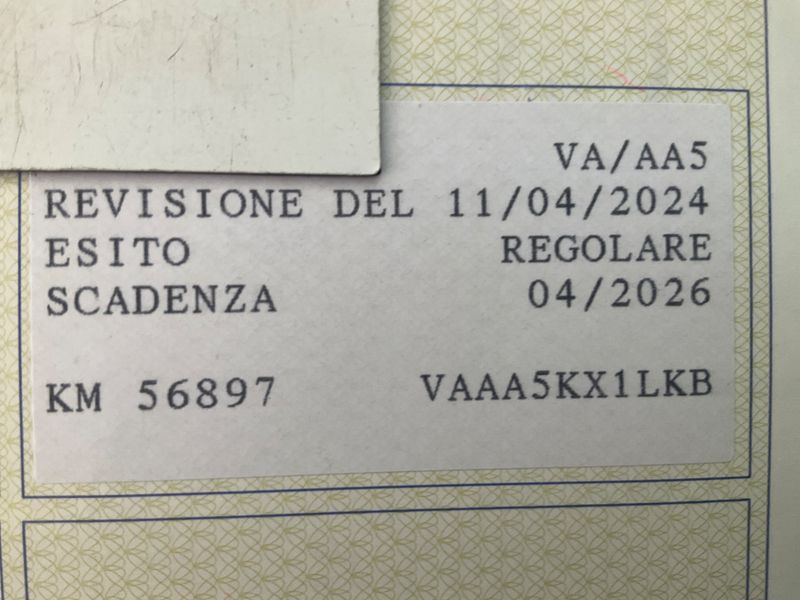 VA/AA5
REVISIONE DEL 11/04/2024
ESITO REGOLARE
SCADENZA 04/2026
KM 56897 VAAA5KX1LKB